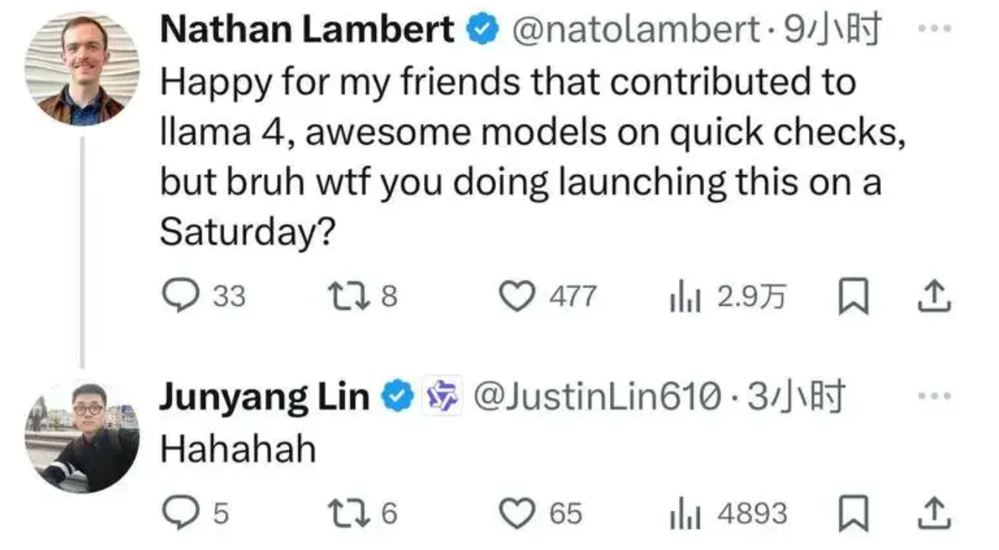 Nathan Lambert @natolambert · 9小时
Happy for my friends that contributed to
llama 4, awesome models on quick checks,
but bruh wtf you doing launching this on a
Saturday?
33 8 477 2.9万
Junyang Lin @JustinLin610 · 3小时
Hahahah
5 6 65 4893